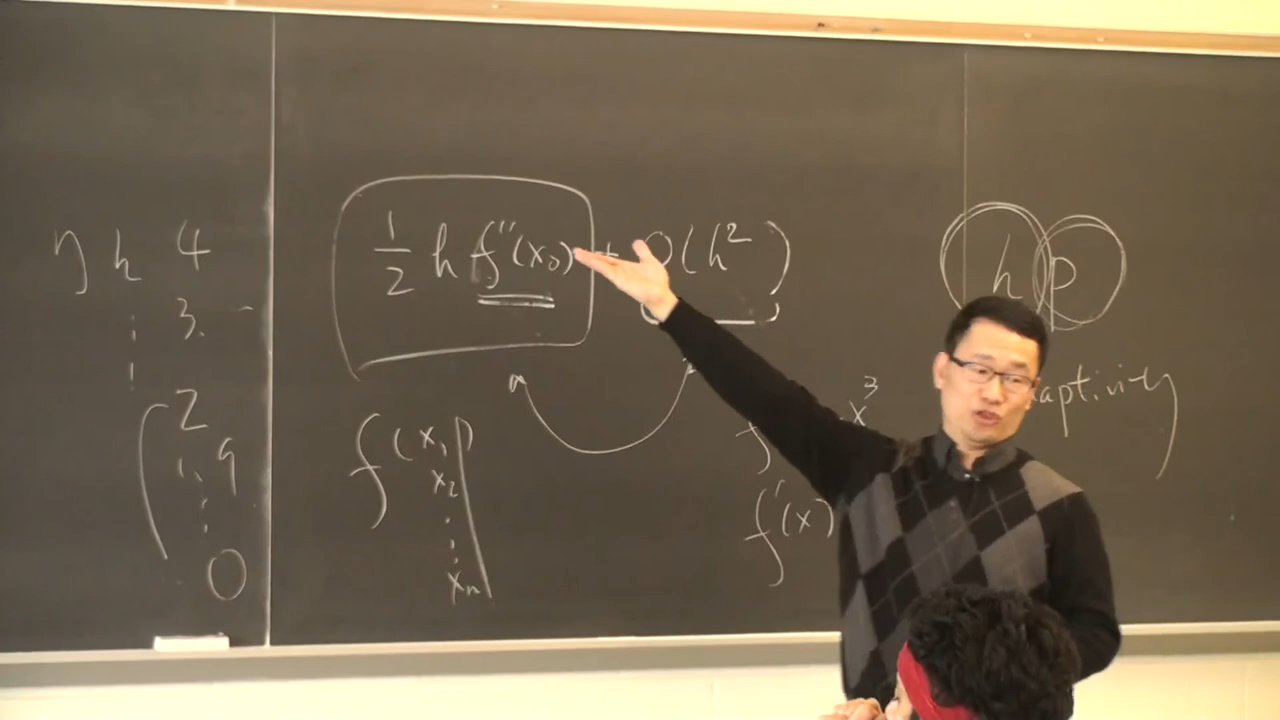 η h 4
3.
2
1.9
0
1/2 h f''(x₀) + O(h²)
f(x₁)
x₂
xₙ
x³
f'(x)
h p
aptivity